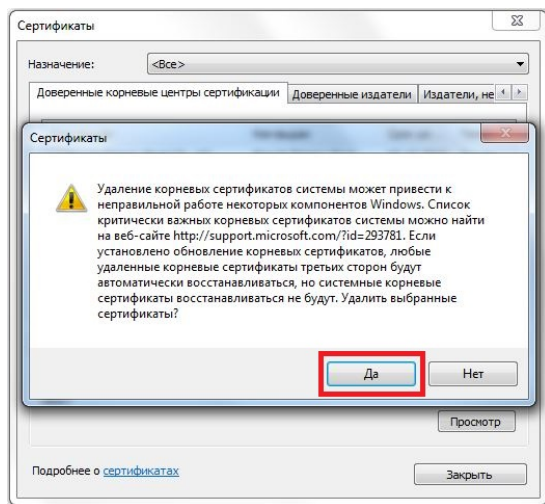 Сертификаты
Назначение:
<Все>
Доверенные корневые центры сертификации
Доверенные издатели
Издатели, не
Сертификаты
Удаление корневых сертификатов системы может привести к
неправильной работе некоторых компонентов Windows. Список
критически важных корневых сертификатов системы можно найти
на веб-сайте http://support.microsoft.com/?id=293781. Если
установлено обновление корневых сертификатов, любые
удаленные корневые сертификаты третьих сторон будут
автоматически восстанавливаться, но системные корневые
сертификаты восстанавливаться не будут. Удалить выбранные
сертификаты?
Да
Нет
Просмотр
Подробнее о сертификатах
Закрыть